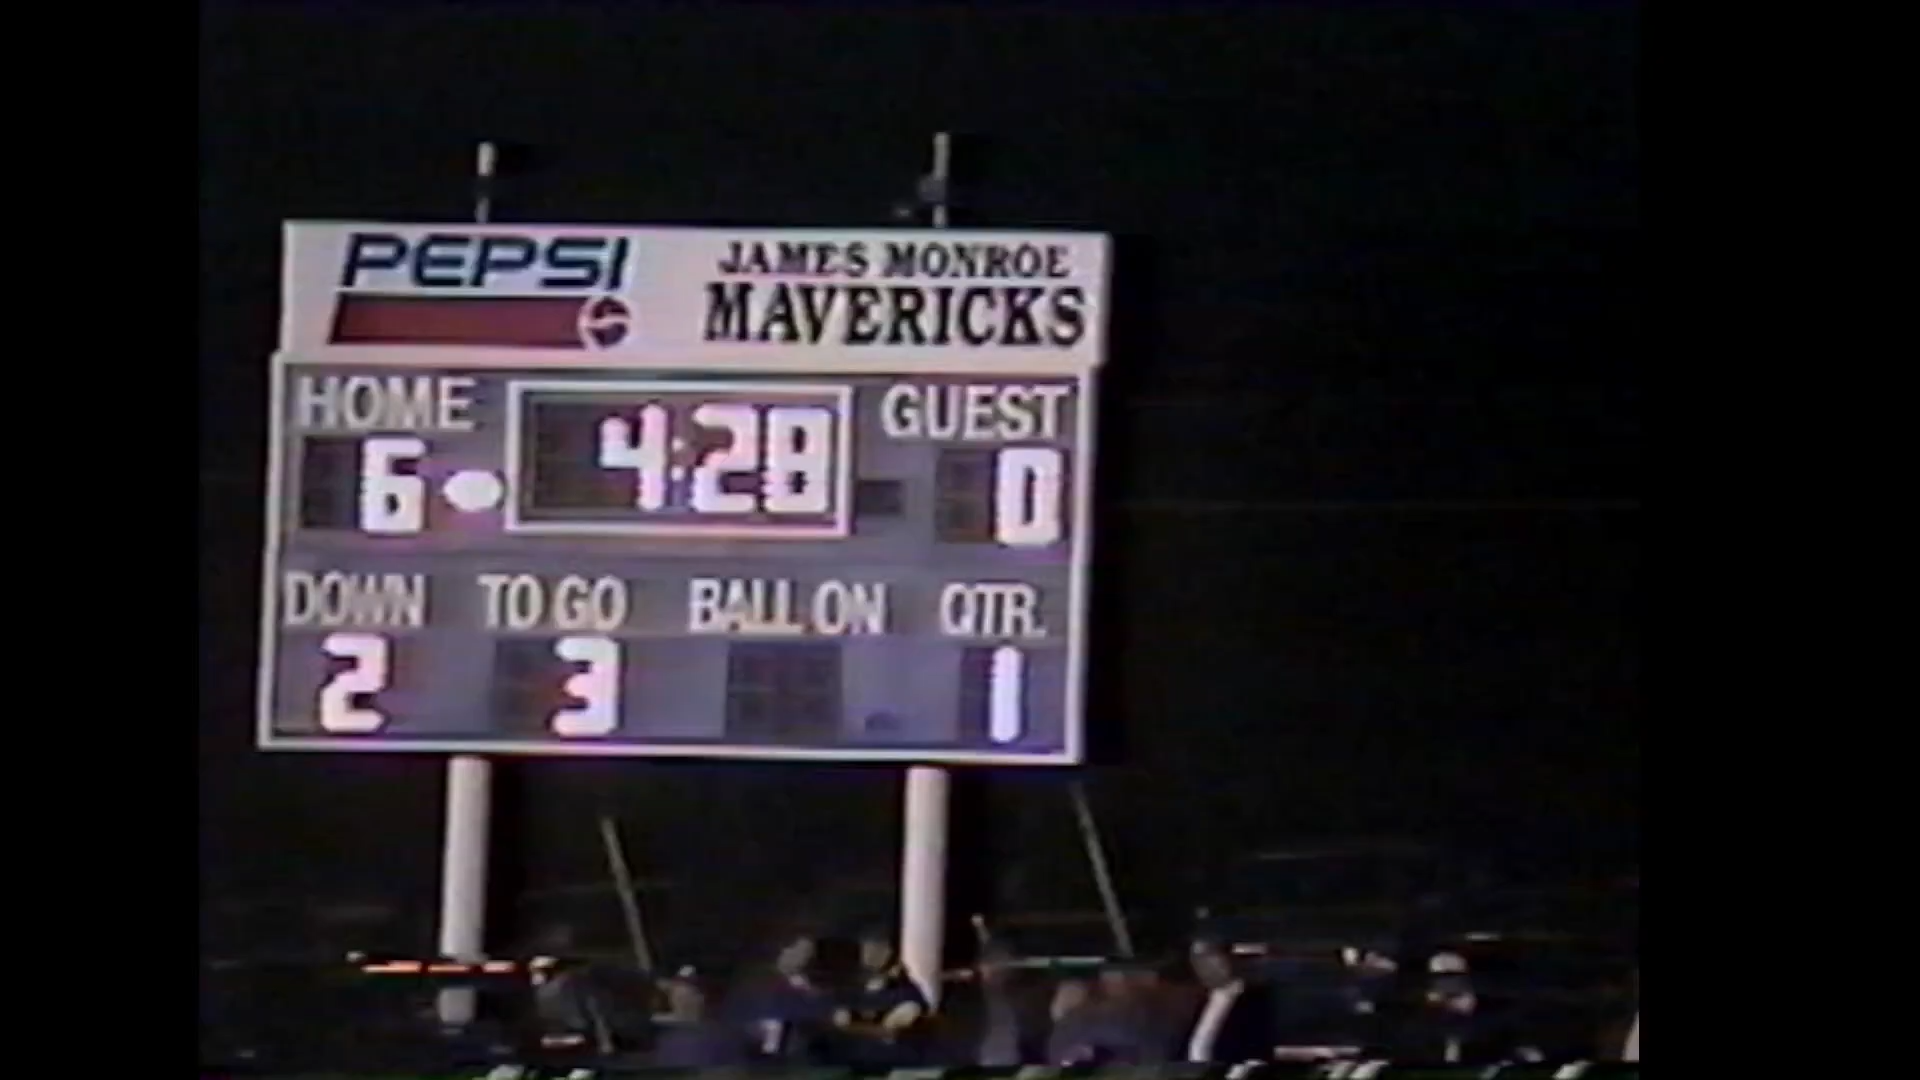 PEPSI
JAMES MONROE
MAVERICKS
HOME
4:28
GUEST
6
0
DOWN
TO GO
BALL ON
QTR.
2
3
1